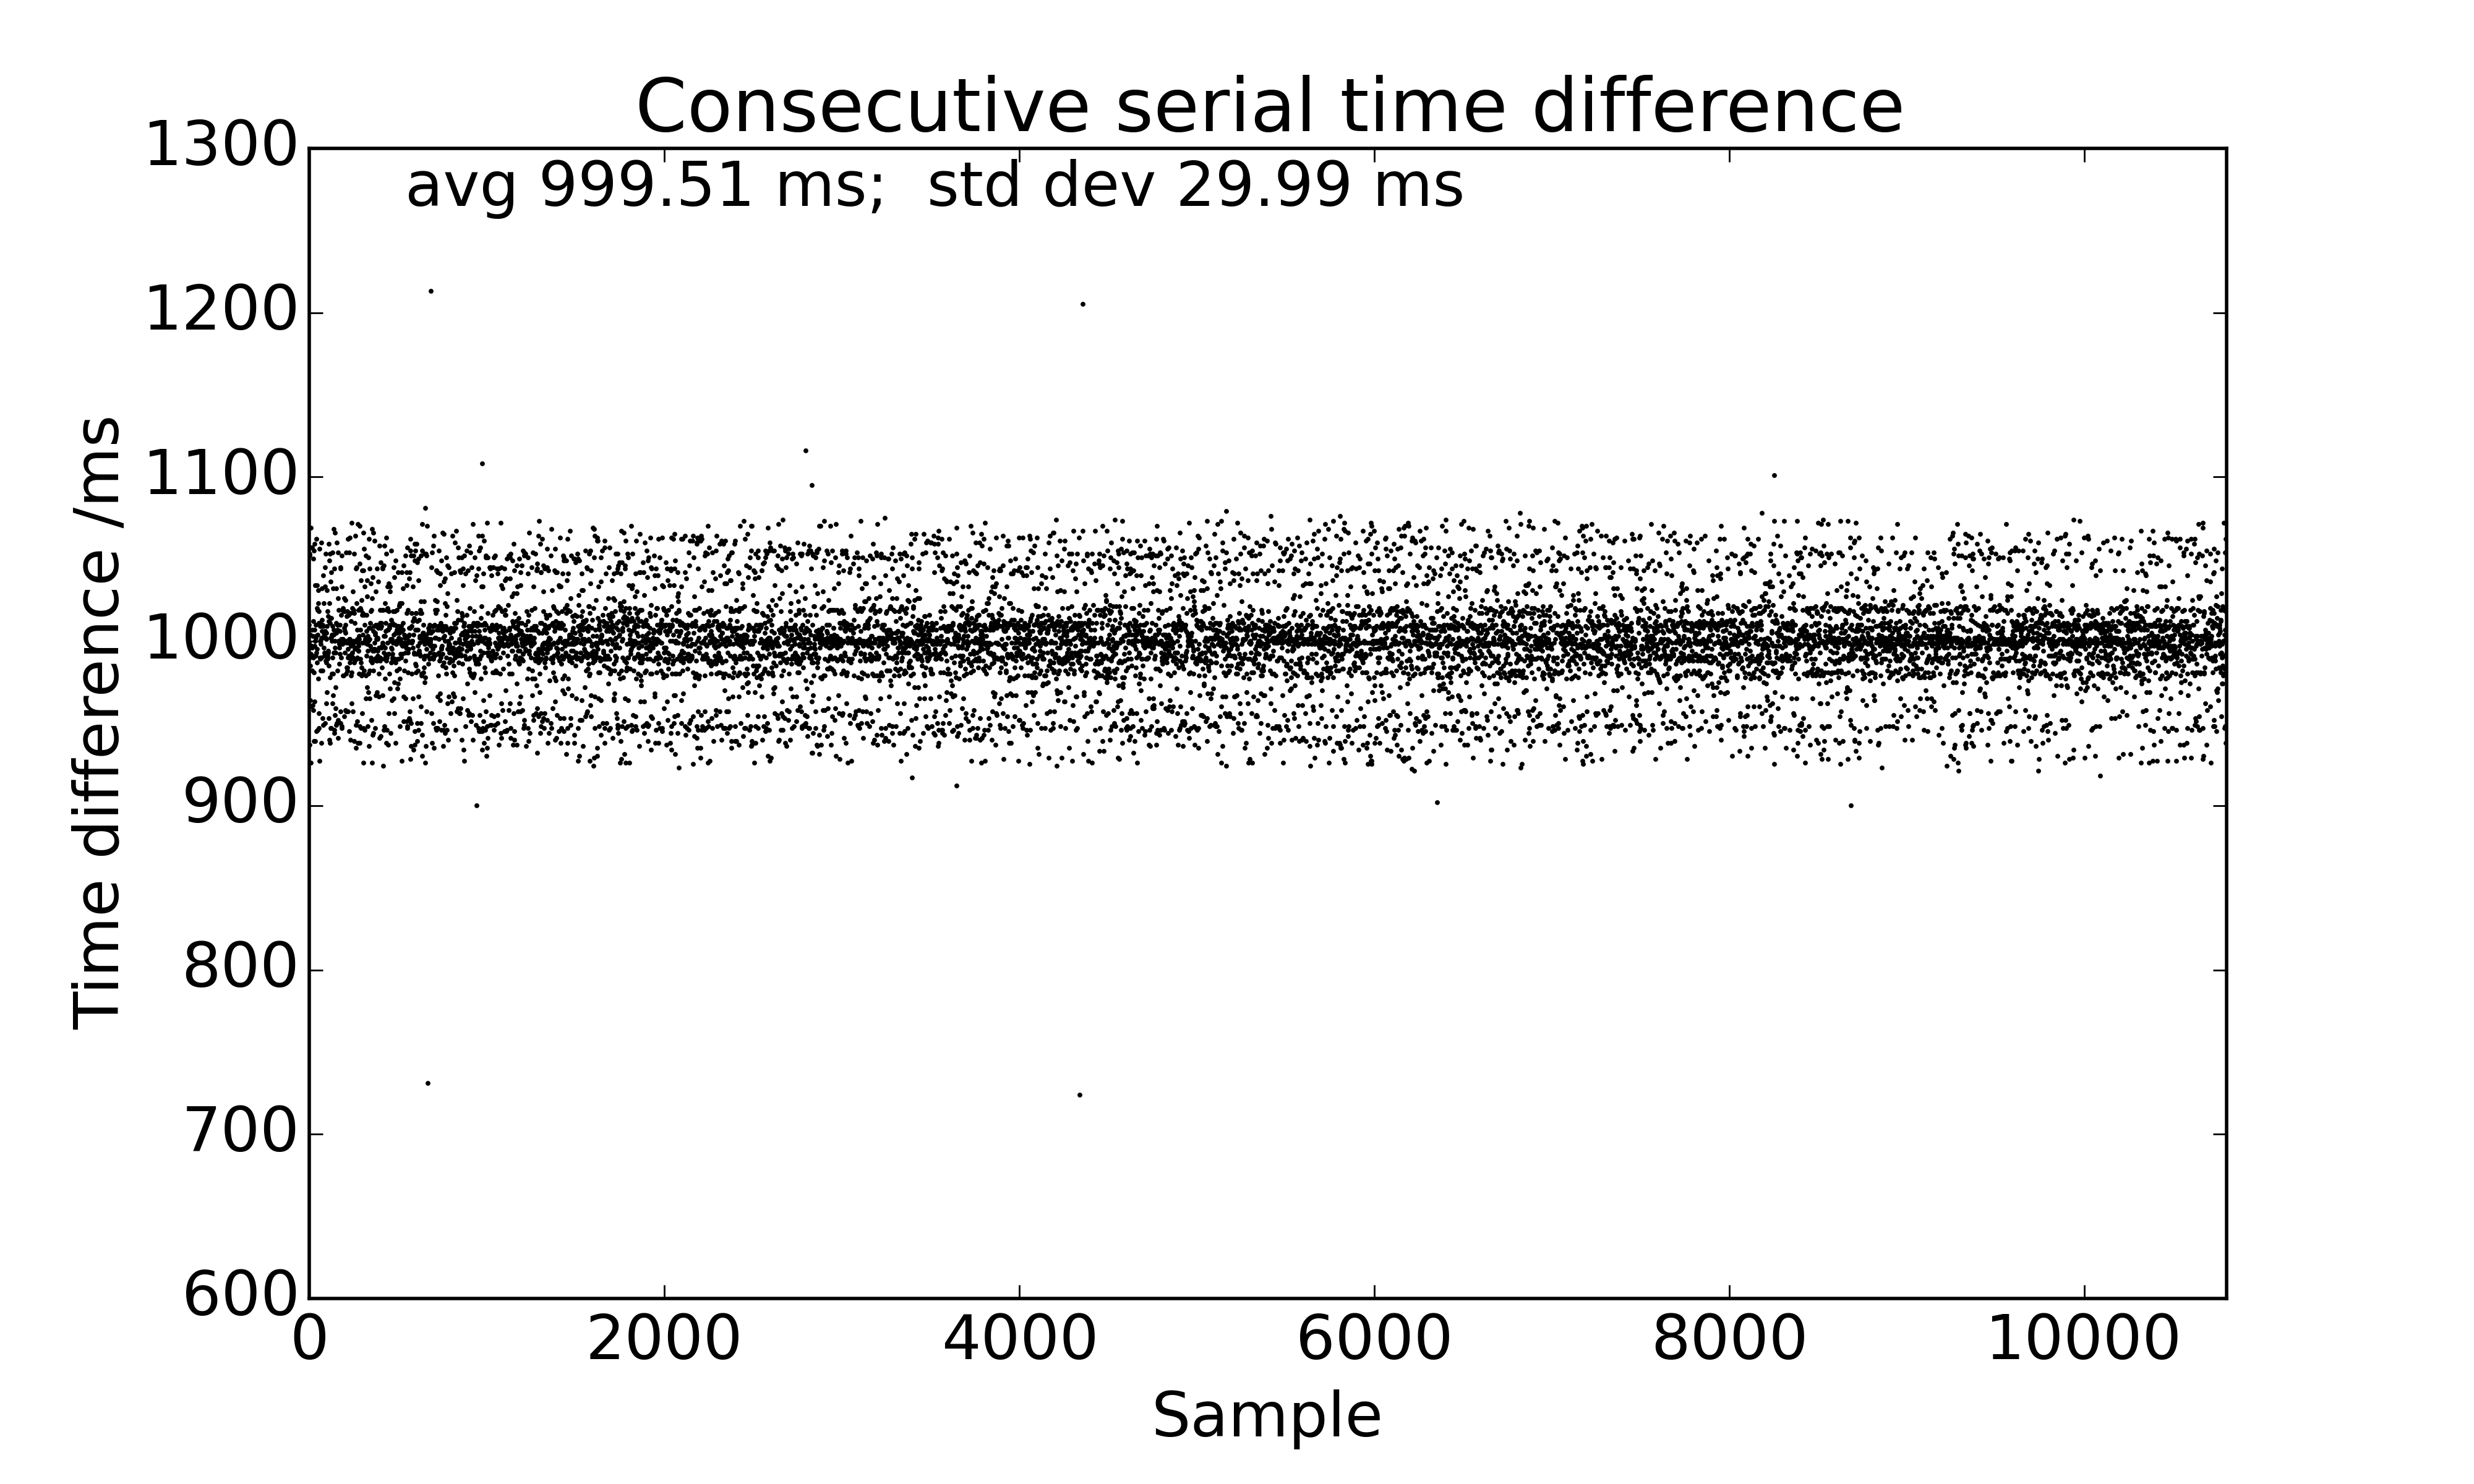 Consecutive serial time difference
avg 999.51 ms;  std dev 29.99 ms
1300
1200
1100
1000
900
800
700
600
Time difference /ms
0 2000 4000 6000 8000 10000
Sample